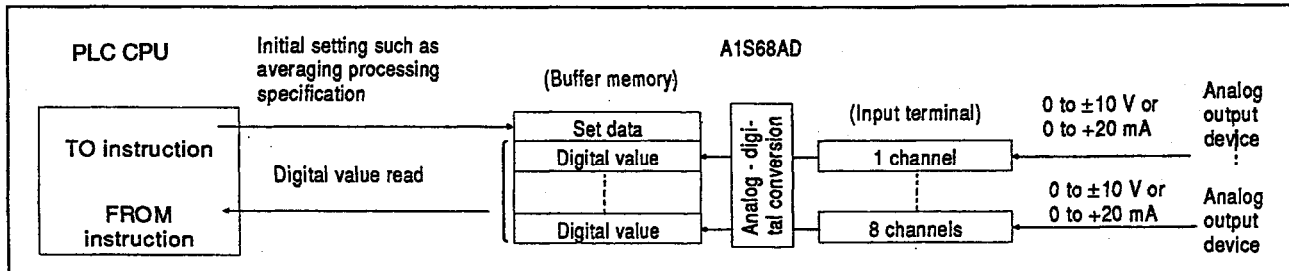 PLC CPU
Initial setting such as
averaging processing
specification
TO instruction
Digital value read
FROM
instruction
(Buffer memory)
Set data
Digital value
Digital value
A1S68AD
Analog - digi-
tal conversion
(Input terminal)
1 channel
8 channels
0 to ±10 V or
0 to +20 mA
Analog
output
device
0 to ±10 V or
0 to +20 mA
Analog
output
device